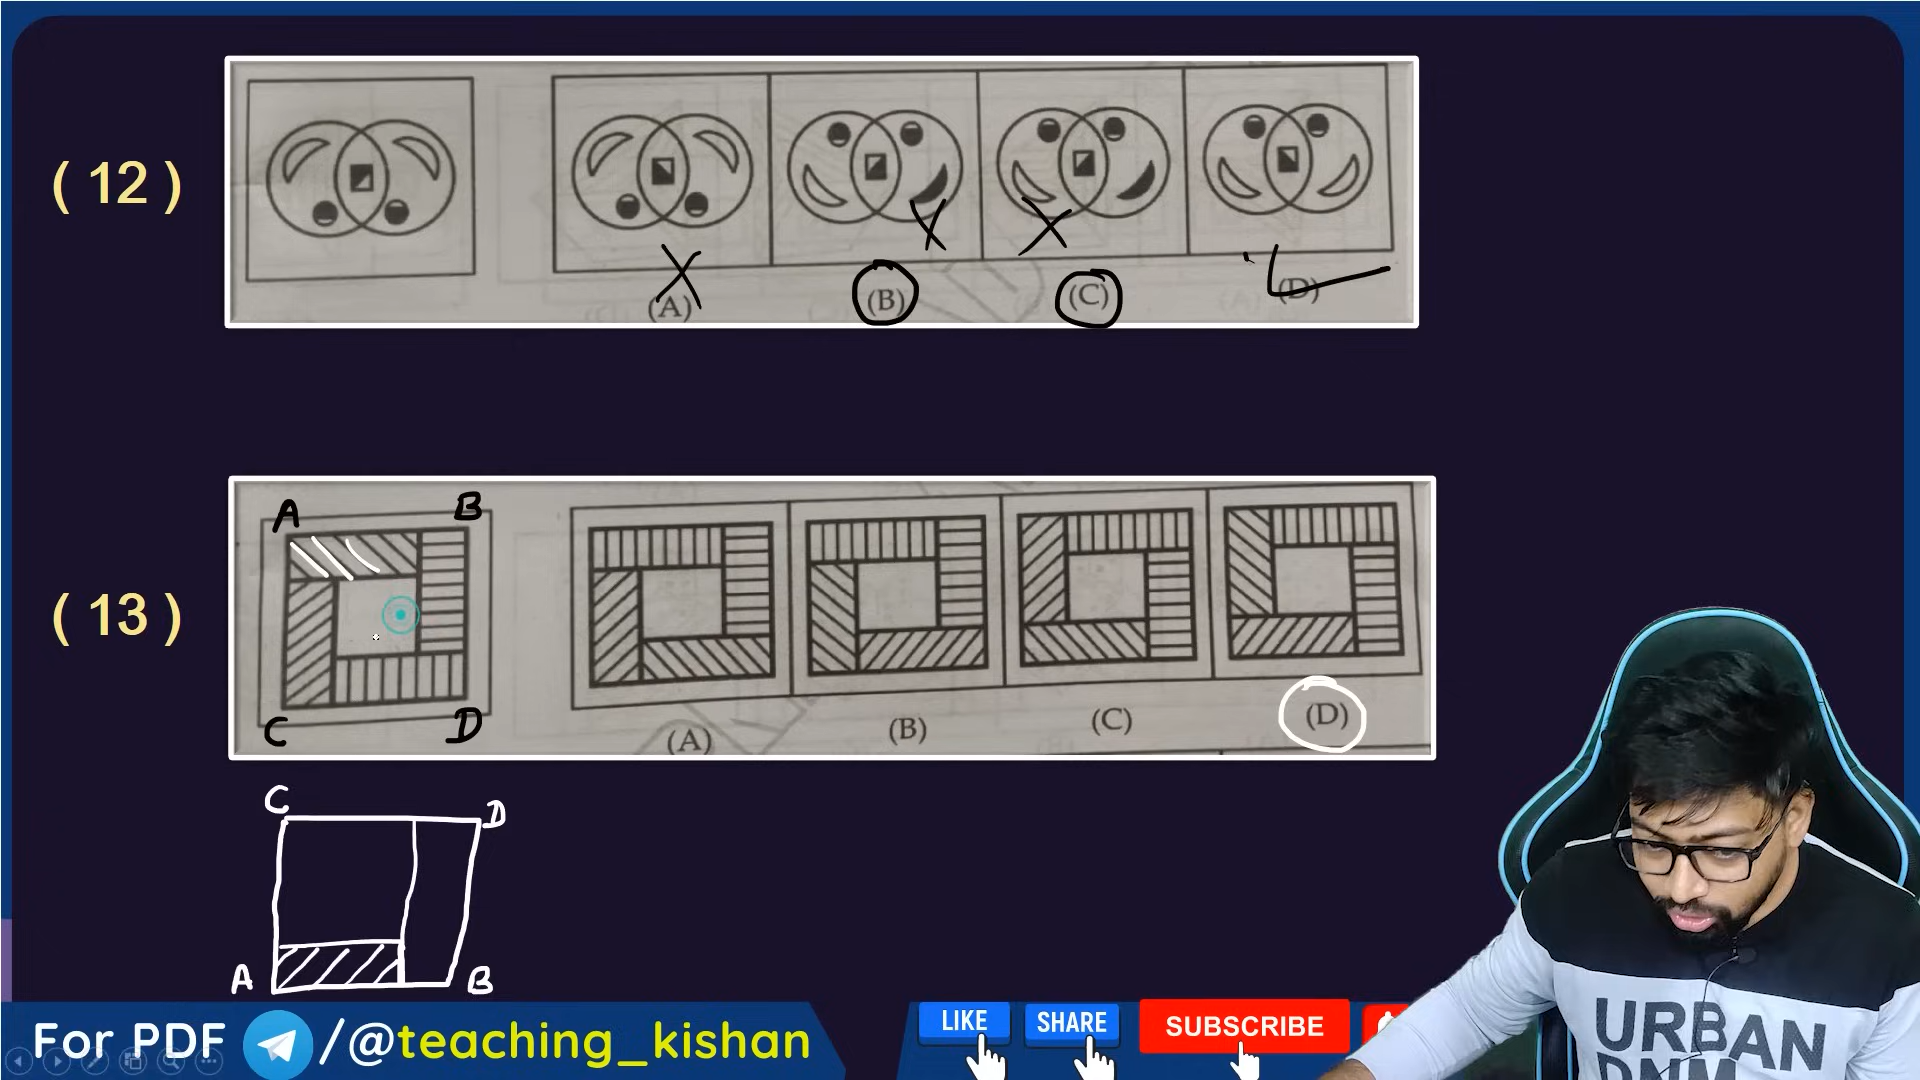 ( 12 )
(A) (B) (C) (D)
( 13 )
A B
C D
(A) (B) (C) (D)
C D
A B
For PDF /@teaching_kishan
LIKE SHARE SUBSCRIBE
URBAN